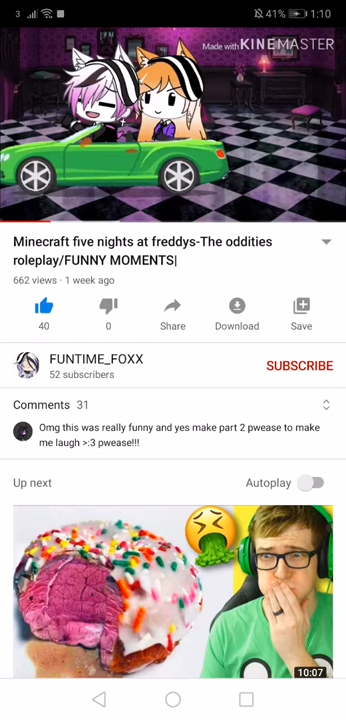 3 41% 1:10
Made with KINEMASTER
Minecraft five nights at freddys-The oddities
roleplay/FUNNY MOMENTS|
662 views · 1 week ago
40 0 Share Download Save
FUNTIME_FOXX
52 subscribers
SUBSCRIBE
Comments 31
Omg this was really funny and yes make part 2 pwease to make
me laugh >:3 pwease!!!
Up next Autoplay
10:07